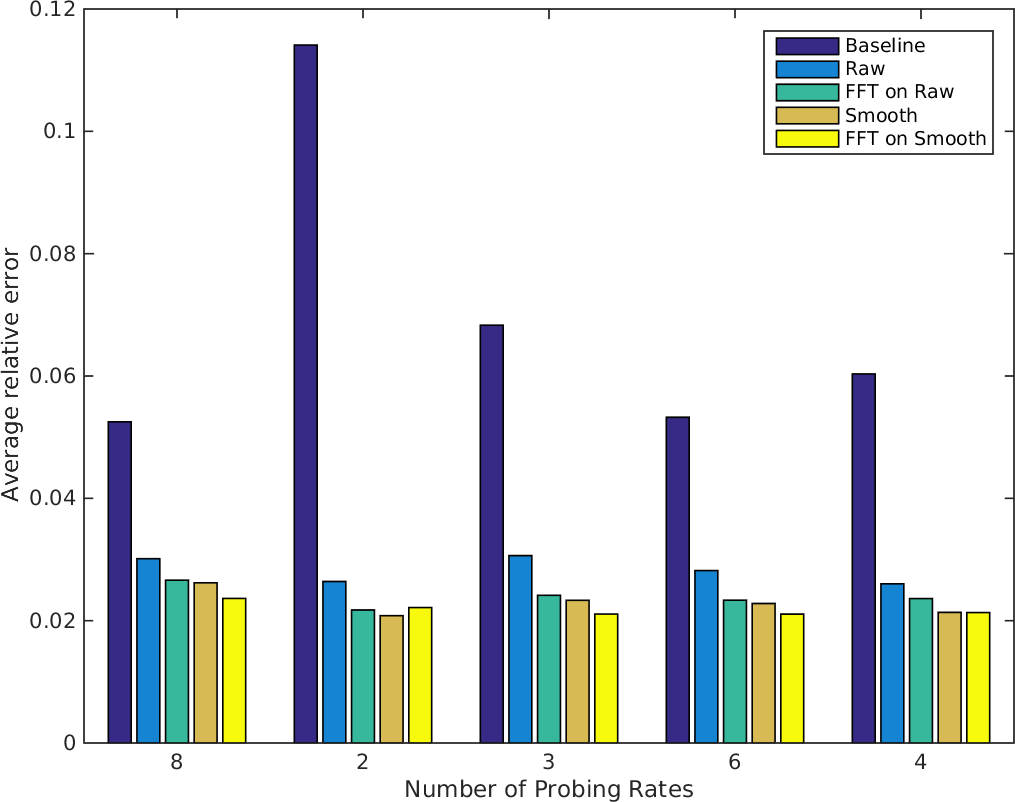 0.12
0.1
0.08
0.06
0.04
0.02
0
Average relative error
Baseline
Raw
FFT on Raw
Smooth
FFT on Smooth
8 2 3 6 4
Number of Probing Rates